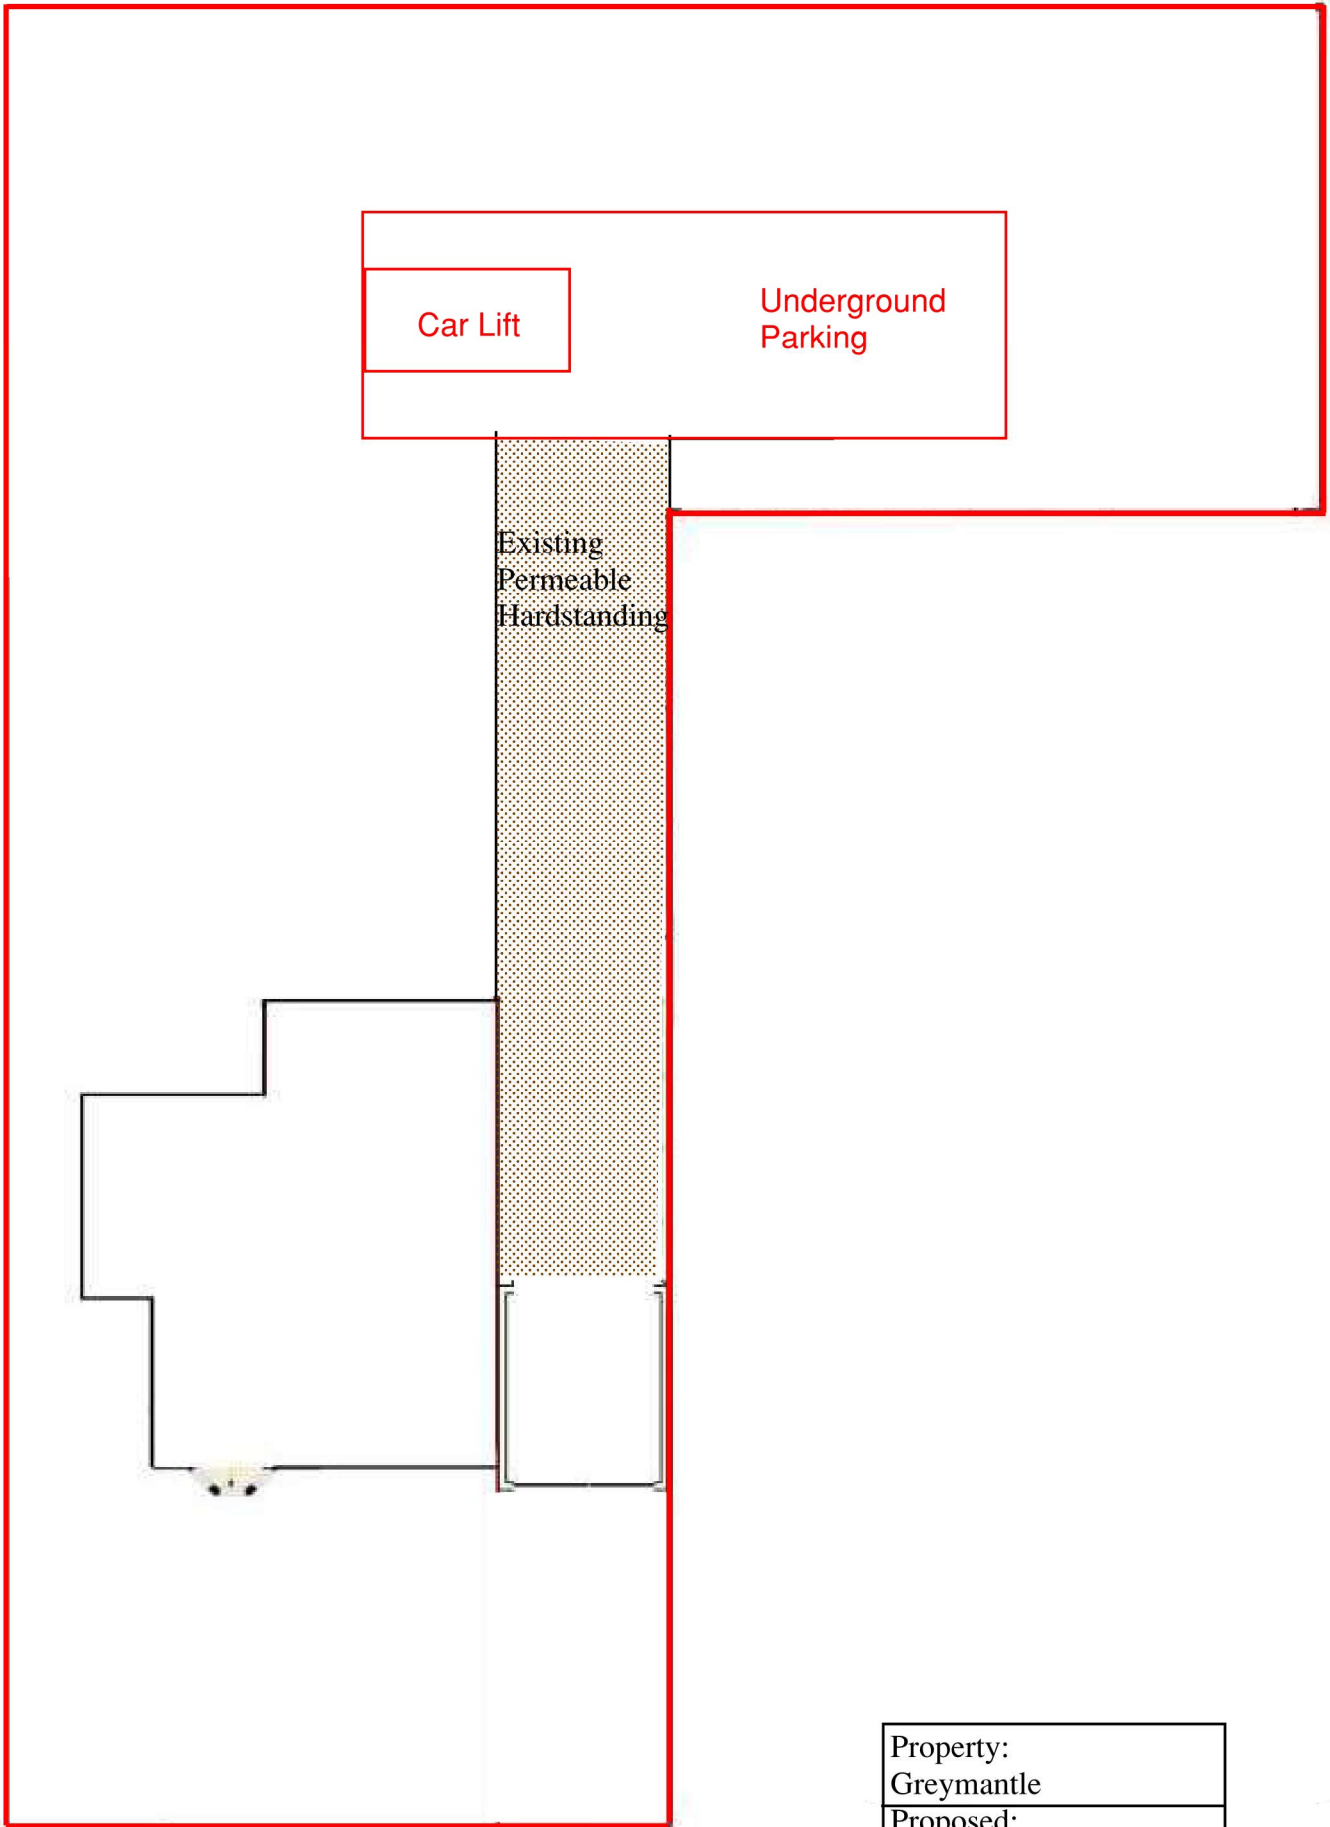 Underground
Parking
Car Lift
Existing
Permeable
Hardstanding
Property:
Greymantle
Proposed: